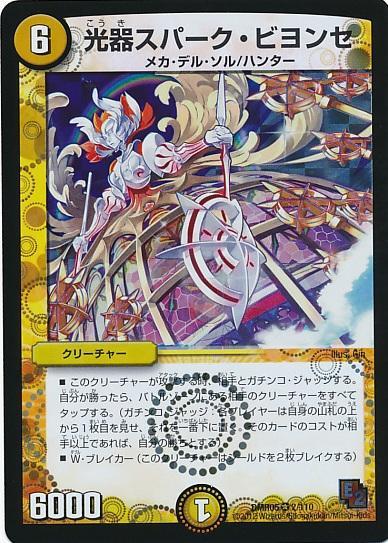 6
こうき
光器スパーク・ビヨンセ
メカ・デル・ソル/ハンター
Illus. Gin
クリーチャー
■このクリーチャーが攻撃する時、相手とガチンコ・ジャッジする。
自分が勝ったら、バトルゾーンにある相手のクリーチャーをすべて
タップする。(ガチンコ・ジャッジ:各プレイヤーは自身の山札の上
から1枚目を見せ、それを一番下に置く。そのカードのコストが相
手以上であれば、自分の勝ちとする)
■W・ブレイカー(このクリーチャーはシールドを2枚ブレイクする)
6000
1
E2
DMR05
/110